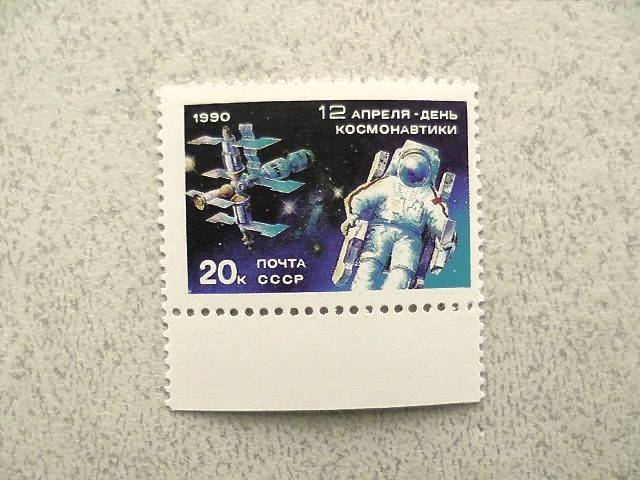 1990
12 АПРЕЛЯ-ДЕНЬ
КОСМОНАВТИКИ
20к ПОЧТА
СССР